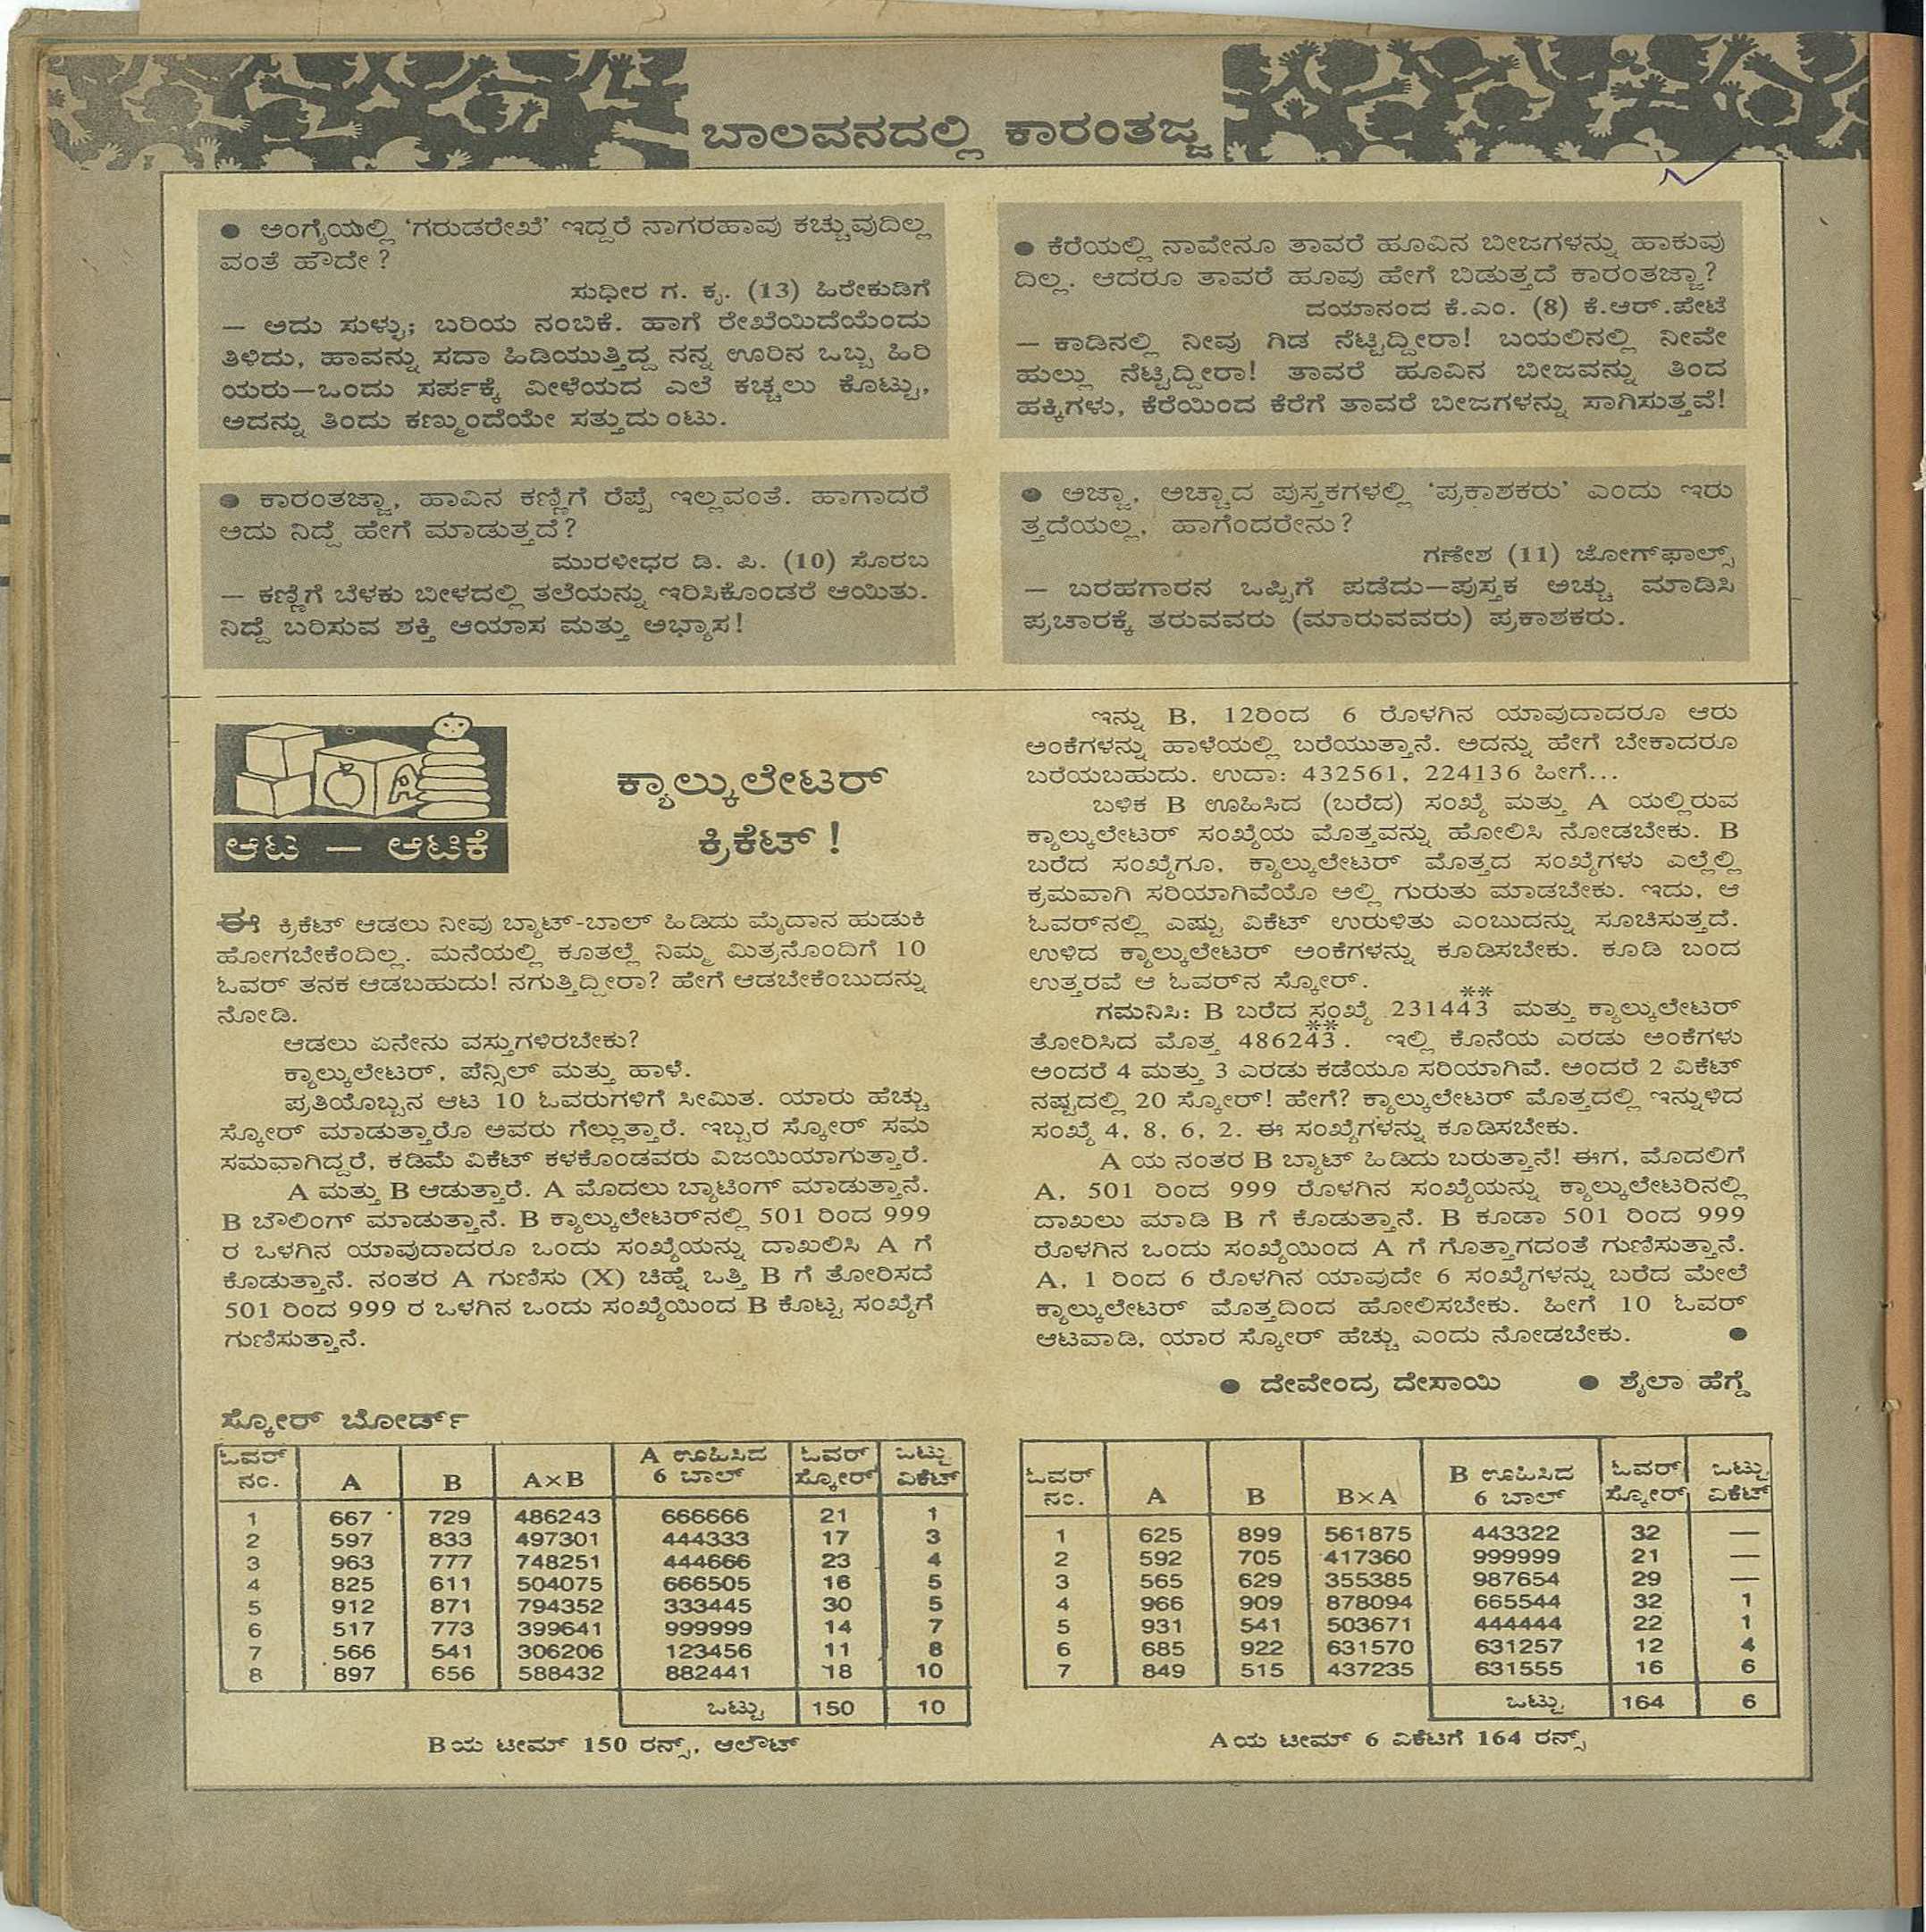 ಬಾಲವನದಲ್ಲಿ ಕಾರಂತಜ್ಜ
● ಅಂಗೈಯಲ್ಲಿ 'ಗರುಡರೇಖೆ' ಇದ್ದರೆ ನಾಗರಹಾವು ಕಚ್ಚುವುದಿಲ್ಲ
ವಂತೆ ಹೌದೇ ?
ಸುಧೀರ ಗ. ಕೃ. (13) ಹಿರೇಕುಡಿಗೆ
— ಅದು ಸುಳ್ಳು; ಬರಿಯ ನಂಬಿಕೆ. ಹಾಗೆ ರೇಖೆಯಿದೆಯೆಂದು
ತಿಳಿದು, ಹಾವನ್ನು ಸದಾ ಹಿಡಿಯುತ್ತಿದ್ದ ನನ್ನ ಊರಿನ ಒಬ್ಬ ಹಿರಿ
ಯರು—ಒಂದು ಸರ್ಪಕ್ಕೆ ವೀಳೆಯದ ಎಲೆ ಕಚ್ಚಲು ಕೊಟ್ಟು,
ಅದನ್ನು ತಿಂದು ಕಣ್ಮುಂದೆಯೇ ಸತ್ತುದುಂಟು.
● ಕೆರೆಯಲ್ಲಿ ನಾವೇನೂ ತಾವರೆ ಹೂವಿನ ಬೀಜಗಳನ್ನು ಹಾಕುವು
ದಿಲ್ಲ. ಆದರೂ ತಾವರೆ ಹೂವು ಹೇಗೆ ಬಿಡುತ್ತದೆ ಕಾರಂತಜ್ಜಾ?
ದಯಾನಂದ ಕೆ.ಎಂ. (8) ಕೆ.ಆರ್.ಪೇಟೆ
— ಕಾಡಿನಲ್ಲಿ ನೀವು ಗಿಡ ನೆಟ್ಟಿದ್ದೀರಾ! ಬಯಲಿನಲ್ಲಿ ನೀವೇ
ಹುಲ್ಲು ನೆಟ್ಟಿದ್ದೀರಾ! ತಾವರೆ ಹೂವಿನ ಬೀಜವನ್ನು ತಿಂದ
ಹಕ್ಕಿಗಳು, ಕೆರೆಯಿಂದ ಕೆರೆಗೆ ತಾವರೆ ಬೀಜಗಳನ್ನು ಸಾಗಿಸುತ್ತವೆ!
● ಕಾರಂತಜ್ಜಾ, ಹಾವಿನ ಕಣ್ಣಿಗೆ ರೆಪ್ಪೆ ಇಲ್ಲವಂತೆ. ಹಾಗಾದರೆ
ಅದು ನಿದ್ದೆ ಹೇಗೆ ಮಾಡುತ್ತದೆ?
ಮುರಳೀಧರ ಡಿ. ಪಿ. (10) ಸೊರಬ
— ಕಣ್ಣಿಗೆ ಬೆಳಕು ಬೀಳದಲ್ಲಿ ತಲೆಯನ್ನು ಇರಿಸಿಕೊಂಡರೆ ಆಯಿತು.
ನಿದ್ದೆ ಬರಿಸುವ ಶಕ್ತಿ ಆಯಾಸ ಮತ್ತು ಅಭ್ಯಾಸ!
● ಅಜ್ಜಾ, ಅಚ್ಚಾದ ಪುಸ್ತಕಗಳಲ್ಲಿ 'ಪ್ರಕಾಶಕರು' ಎಂದು ಇರು
ತ್ತದೆಯಲ್ಲ, ಹಾಗೆಂದರೇನು?
ಗಣೇಶ (11) ಜೋಗ್‌ಫಾಲ್ಸ್
— ಬರಹಗಾರನ ಒಪ್ಪಿಗೆ ಪಡೆದು—ಪುಸ್ತಕ ಅಚ್ಚು ಮಾಡಿಸಿ
ಪ್ರಚಾರಕ್ಕೆ ತರುವವರು (ಮಾರುವವರು) ಪ್ರಕಾಶಕರು.
A
ಆಟ — ಆಟಿಕೆ
ಕ್ಯಾಲ್ಕುಲೇಟರ್
ಕ್ರಿಕೆಟ್ !
ಈ ಕ್ರಿಕೆಟ್ ಆಡಲು ನೀವು ಬ್ಯಾಟ್-ಬಾಲ್ ಹಿಡಿದು ಮೈದಾನ ಹುಡುಕಿ
ಹೋಗಬೇಕೆಂದಿಲ್ಲ. ಮನೆಯಲ್ಲಿ ಕೂತಲ್ಲೆ ನಿಮ್ಮ ಮಿತ್ರನೊಂದಿಗೆ 10
ಓವರ್ ತನಕ ಆಡಬಹುದು! ನಗುತ್ತಿದ್ದೀರಾ? ಹೇಗೆ ಆಡಬೇಕೆಂಬುದನ್ನು
ನೋಡಿ.
ಆಡಲು ಏನೇನು ವಸ್ತುಗಳಿರಬೇಕು?
ಕ್ಯಾಲ್ಕುಲೇಟರ್, ಪೆನ್ಸಿಲ್ ಮತ್ತು ಹಾಳೆ.
ಪ್ರತಿಯೊಬ್ಬನ ಆಟ 10 ಓವರುಗಳಿಗೆ ಸೀಮಿತ. ಯಾರು ಹೆಚ್ಚು
ಸ್ಕೋರ್ ಮಾಡುತ್ತಾರೊ ಅವರು ಗೆಲ್ಲುತ್ತಾರೆ. ಇಬ್ಬರ ಸ್ಕೋರ್ ಸಮ
ಸಮವಾಗಿದ್ದರೆ, ಕಡಿಮೆ ವಿಕೆಟ್ ಕಳಕೊಂಡವರು ವಿಜಯಿಯಾಗುತ್ತಾರೆ.
A ಮತ್ತು B ಆಡುತ್ತಾರೆ. A ಮೊದಲು ಬ್ಯಾಟಿಂಗ್ ಮಾಡುತ್ತಾನೆ.
B ಬೌಲಿಂಗ್ ಮಾಡುತ್ತಾನೆ. B ಕ್ಯಾಲ್ಕುಲೇಟರ್‌ನಲ್ಲಿ 501 ರಿಂದ 999
ರ ಒಳಗಿನ ಯಾವುದಾದರೂ ಒಂದು ಸಂಖ್ಯೆಯನ್ನು ದಾಖಲಿಸಿ A ಗೆ
ಕೊಡುತ್ತಾನೆ. ನಂತರ A ಗುಣಿಸು (X) ಚಿಹ್ನೆ ಒತ್ತಿ B ಗೆ ತೋರಿಸದೆ
501 ರಿಂದ 999 ರ ಒಳಗಿನ ಒಂದು ಸಂಖ್ಯೆಯಿಂದ B ಕೊಟ್ಟ ಸಂಖ್ಯೆಗೆ
ಗುಣಿಸುತ್ತಾನೆ.
ಇನ್ನು B, 12ರಿಂದ 6 ರೊಳಗಿನ ಯಾವುದಾದರೂ ಆರು
ಅಂಕೆಗಳನ್ನು ಹಾಳೆಯಲ್ಲಿ ಬರೆಯುತ್ತಾನೆ. ಅದನ್ನು ಹೇಗೆ ಬೇಕಾದರೂ
ಬರೆಯಬಹುದು. ಉದಾ: 432561, 224136 ಹೀಗೆ...
ಬಳಿಕ B ಊಹಿಸಿದ (ಬರೆದ) ಸಂಖ್ಯೆ ಮತ್ತು A ಯಲ್ಲಿರುವ
ಕ್ಯಾಲ್ಕುಲೇಟರ್ ಸಂಖ್ಯೆಯ ಮೊತ್ತವನ್ನು ಹೋಲಿಸಿ ನೋಡಬೇಕು. B
ಬರೆದ ಸಂಖ್ಯೆಗೂ, ಕ್ಯಾಲ್ಕುಲೇಟರ್ ಮೊತ್ತದ ಸಂಖ್ಯೆಗಳು ಎಲ್ಲೆಲ್ಲಿ
ಕ್ರಮವಾಗಿ ಸರಿಯಾಗಿವೆಯೊ ಅಲ್ಲಿ ಗುರುತು ಮಾಡಬೇಕು. ಇದು, ಆ
ಓವರ್‌ನಲ್ಲಿ ಎಷ್ಟು ವಿಕೆಟ್ ಉರುಳಿತು ಎಂಬುದನ್ನು ಸೂಚಿಸುತ್ತದೆ.
ಉಳಿದ ಕ್ಯಾಲ್ಕುಲೇಟರ್ ಅಂಕೆಗಳನ್ನು ಕೂಡಿಸಬೇಕು. ಕೂಡಿ ಬಂದ
ಉತ್ತರವೆ ಆ ಓವರ್‌ನ ಸ್ಕೋರ್.
**
ಗಮನಿಸಿ: B ಬರೆದ ಸಂಖ್ಯೆ 231443 ಮತ್ತು ಕ್ಯಾಲ್ಕುಲೇಟರ್
**
ತೋರಿಸಿದ ಮೊತ್ತ 486243. ಇಲ್ಲಿ ಕೊನೆಯ ಎರಡು ಅಂಕೆಗಳು
ಅಂದರೆ 4 ಮತ್ತು 3 ಎರಡು ಕಡೆಯೂ ಸರಿಯಾಗಿವೆ. ಅಂದರೆ 2 ವಿಕೆಟ್
ನಷ್ಟದಲ್ಲಿ 20 ಸ್ಕೋರ್! ಹೇಗೆ? ಕ್ಯಾಲ್ಕುಲೇಟರ್ ಮೊತ್ತದಲ್ಲಿ ಇನ್ನುಳಿದ
ಸಂಖ್ಯೆ 4, 8, 6, 2. ಈ ಸಂಖ್ಯೆಗಳನ್ನು ಕೂಡಿಸಬೇಕು.
A ಯ ನಂತರ B ಬ್ಯಾಟ್ ಹಿಡಿದು ಬರುತ್ತಾನೆ! ಈಗ, ಮೊದಲಿಗೆ
A, 501 ರಿಂದ 999 ರೊಳಗಿನ ಸಂಖ್ಯೆಯನ್ನು ಕ್ಯಾಲ್ಕುಲೇಟರಿನಲ್ಲಿ
ದಾಖಲು ಮಾಡಿ B ಗೆ ಕೊಡುತ್ತಾನೆ. B ಕೂಡಾ 501 ರಿಂದ 999
ರೊಳಗಿನ ಒಂದು ಸಂಖ್ಯೆಯಿಂದ A ಗೆ ಗೊತ್ತಾಗದಂತೆ ಗುಣಿಸುತ್ತಾನೆ.
A, 1 ರಿಂದ 6 ರೊಳಗಿನ ಯಾವುದೇ 6 ಸಂಖ್ಯೆಗಳನ್ನು ಬರೆದ ಮೇಲೆ
ಕ್ಯಾಲ್ಕುಲೇಟರ್ ಮೊತ್ತದಿಂದ ಹೋಲಿಸಬೇಕು. ಹೀಗೆ 10 ಓವರ್
ಆಟವಾಡಿ, ಯಾರ ಸ್ಕೋರ್ ಹೆಚ್ಚು ಎಂದು ನೋಡಬೇಕು. ●
● ದೇವೇಂದ್ರ ದೇಸಾಯಿ ● ಶೈಲಾ ಹೆಗ್ಡೆ
ಸ್ಕೋರ್ ಬೋರ್ಡ್
ಓವರ್ ನಂ. A B A×B A ಊಹಿಸಿದ 6 ಬಾಲ್ ಓವರ್ ಸ್ಕೋರ್ ಒಟ್ಟು ವಿಕೆಟ್
1 667 729 486243 666666 21 1
2 597 833 497301 444333 17 3
3 963 777 748251 444666 23 4
4 825 611 504075 666505 16 5
5 912 871 794352 333445 30 5
6 517 773 399641 999999 14 7
7 566 541 306206 123456 11 8
8 897 656 588432 882441 18 10
ಒಟ್ಟು 150 10
Bಯ ಟೀಮ್ 150 ರನ್ಸ್, ಆಲೌಟ್
ಓವರ್ ನಂ. A B B×A B ಊಹಿಸಿದ 6 ಬಾಲ್ ಓವರ್ ಸ್ಕೋರ್ ಒಟ್ಟು ವಿಕೆಟ್
1 625 899 561875 443322 32 —
2 592 705 417360 999999 21 —
3 565 629 355385 987654 29 —
4 966 909 878094 665544 32 1
5 931 541 503671 444444 22 1
6 685 922 631570 631257 12 4
7 849 515 437235 631555 16 6
ಒಟ್ಟು 164 6
Aಯ ಟೀಮ್ 6 ವಿಕೆಟಿಗೆ 164 ರನ್ಸ್